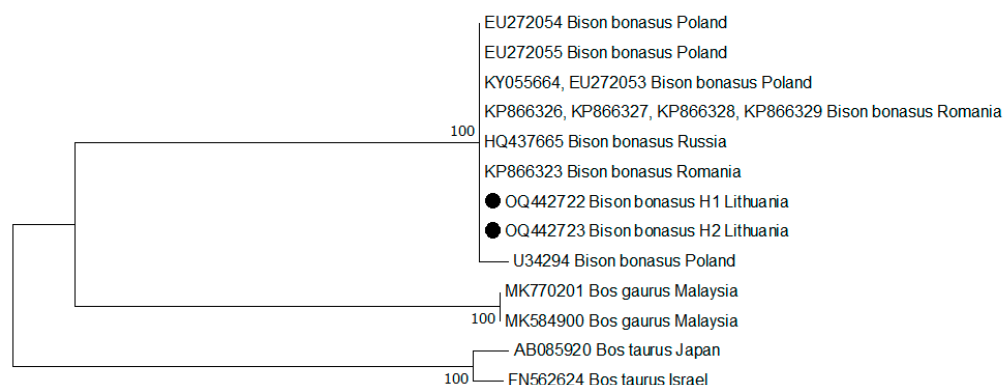 EU272054 Bison bonasus Poland
EU272055 Bison bonasus Poland
KY055664, EU272053 Bison bonasus Poland
KP866326, KP866327, KP866328, KP866329 Bison bonasus Romania
100
HQ437665 Bison bonasus Russia
KP866323 Bison bonasus Romania
OQ442722 Bison bonasus H1 Lithuania
OQ442723 Bison bonasus H2 Lithuania
U34294 Bison bonasus Poland
MK770201 Bos gaurus Malaysia
100
MK584900 Bos gaurus Malaysia
AB085920 Bos taurus Japan
100
FN562624 Bos taurus Israel